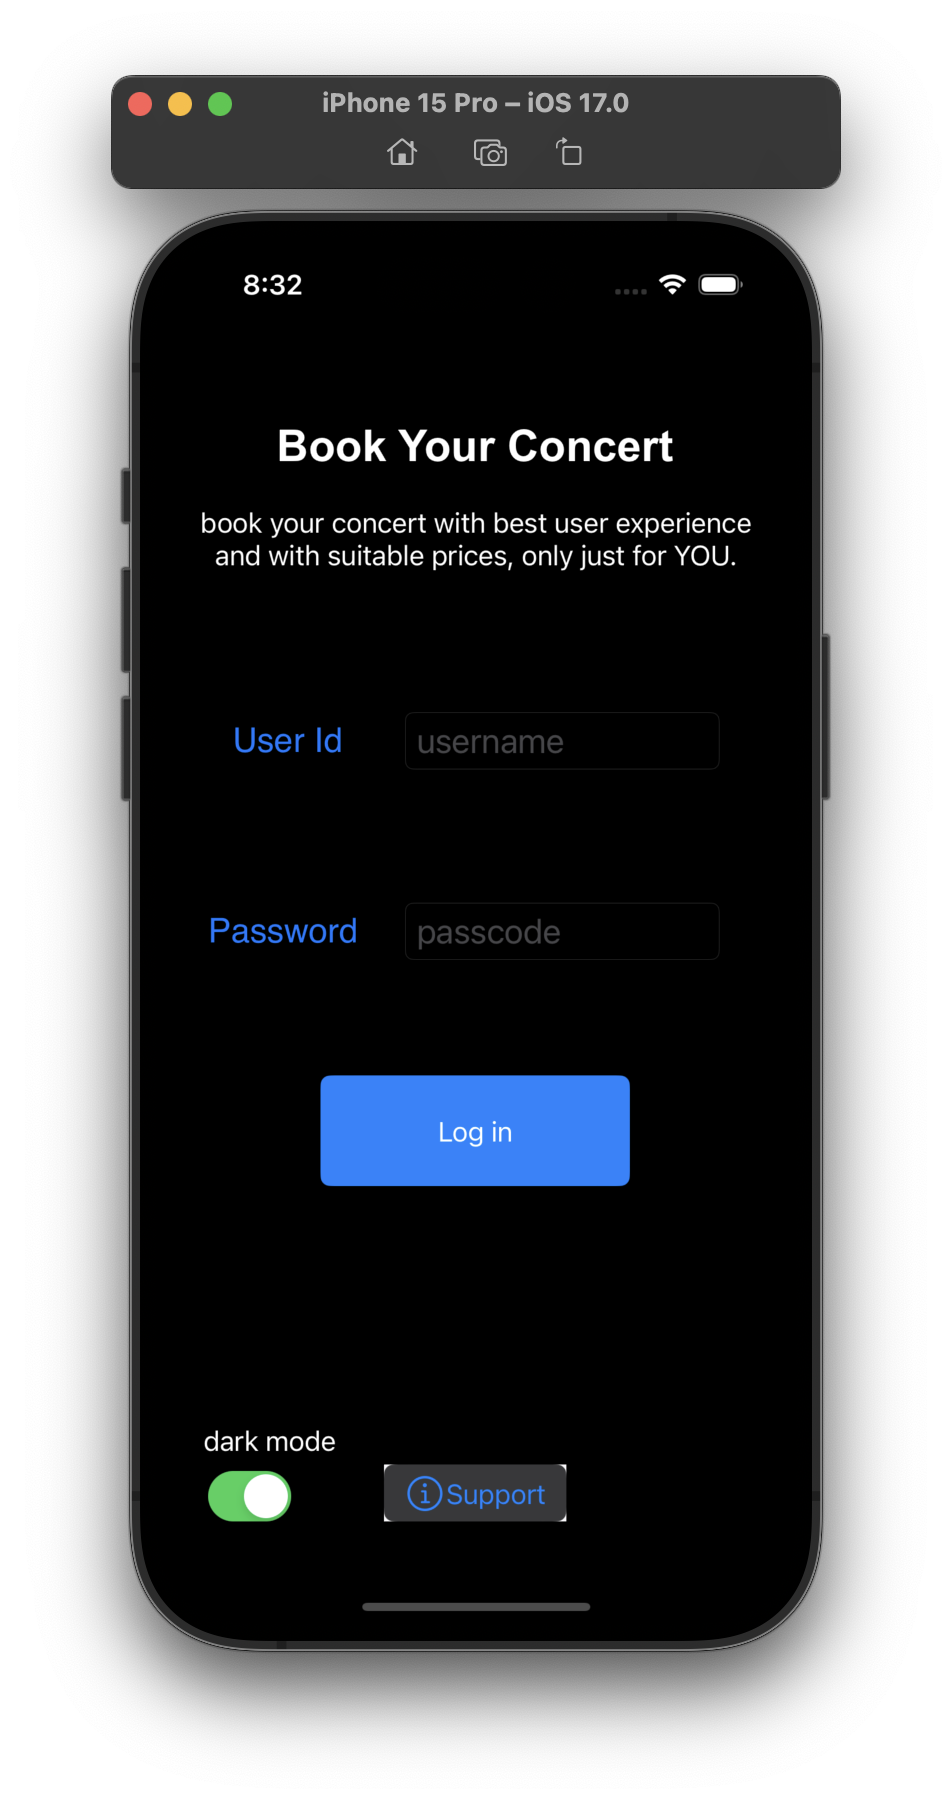 iPhone 15 Pro – iOS 17.0
8:32
Book Your Concert
book your concert with best user experience
and with suitable prices, only just for YOU.
User Id
username
Password
passcode
Log in
dark mode
Support